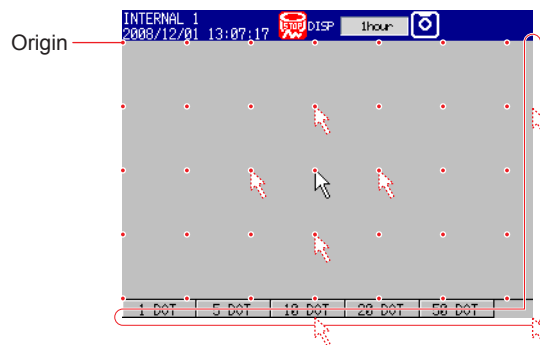 INTERNAL 1
2008/12/01 13:07:17
STOP
DISP
1hour
Origin
1 DOT
5 DOT
10 DOT
20 DOT
50 DOT